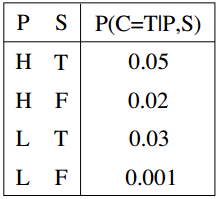 P S P(C=T|P,S)
H T 0.05
H F 0.02
L T 0.03
L F 0.001